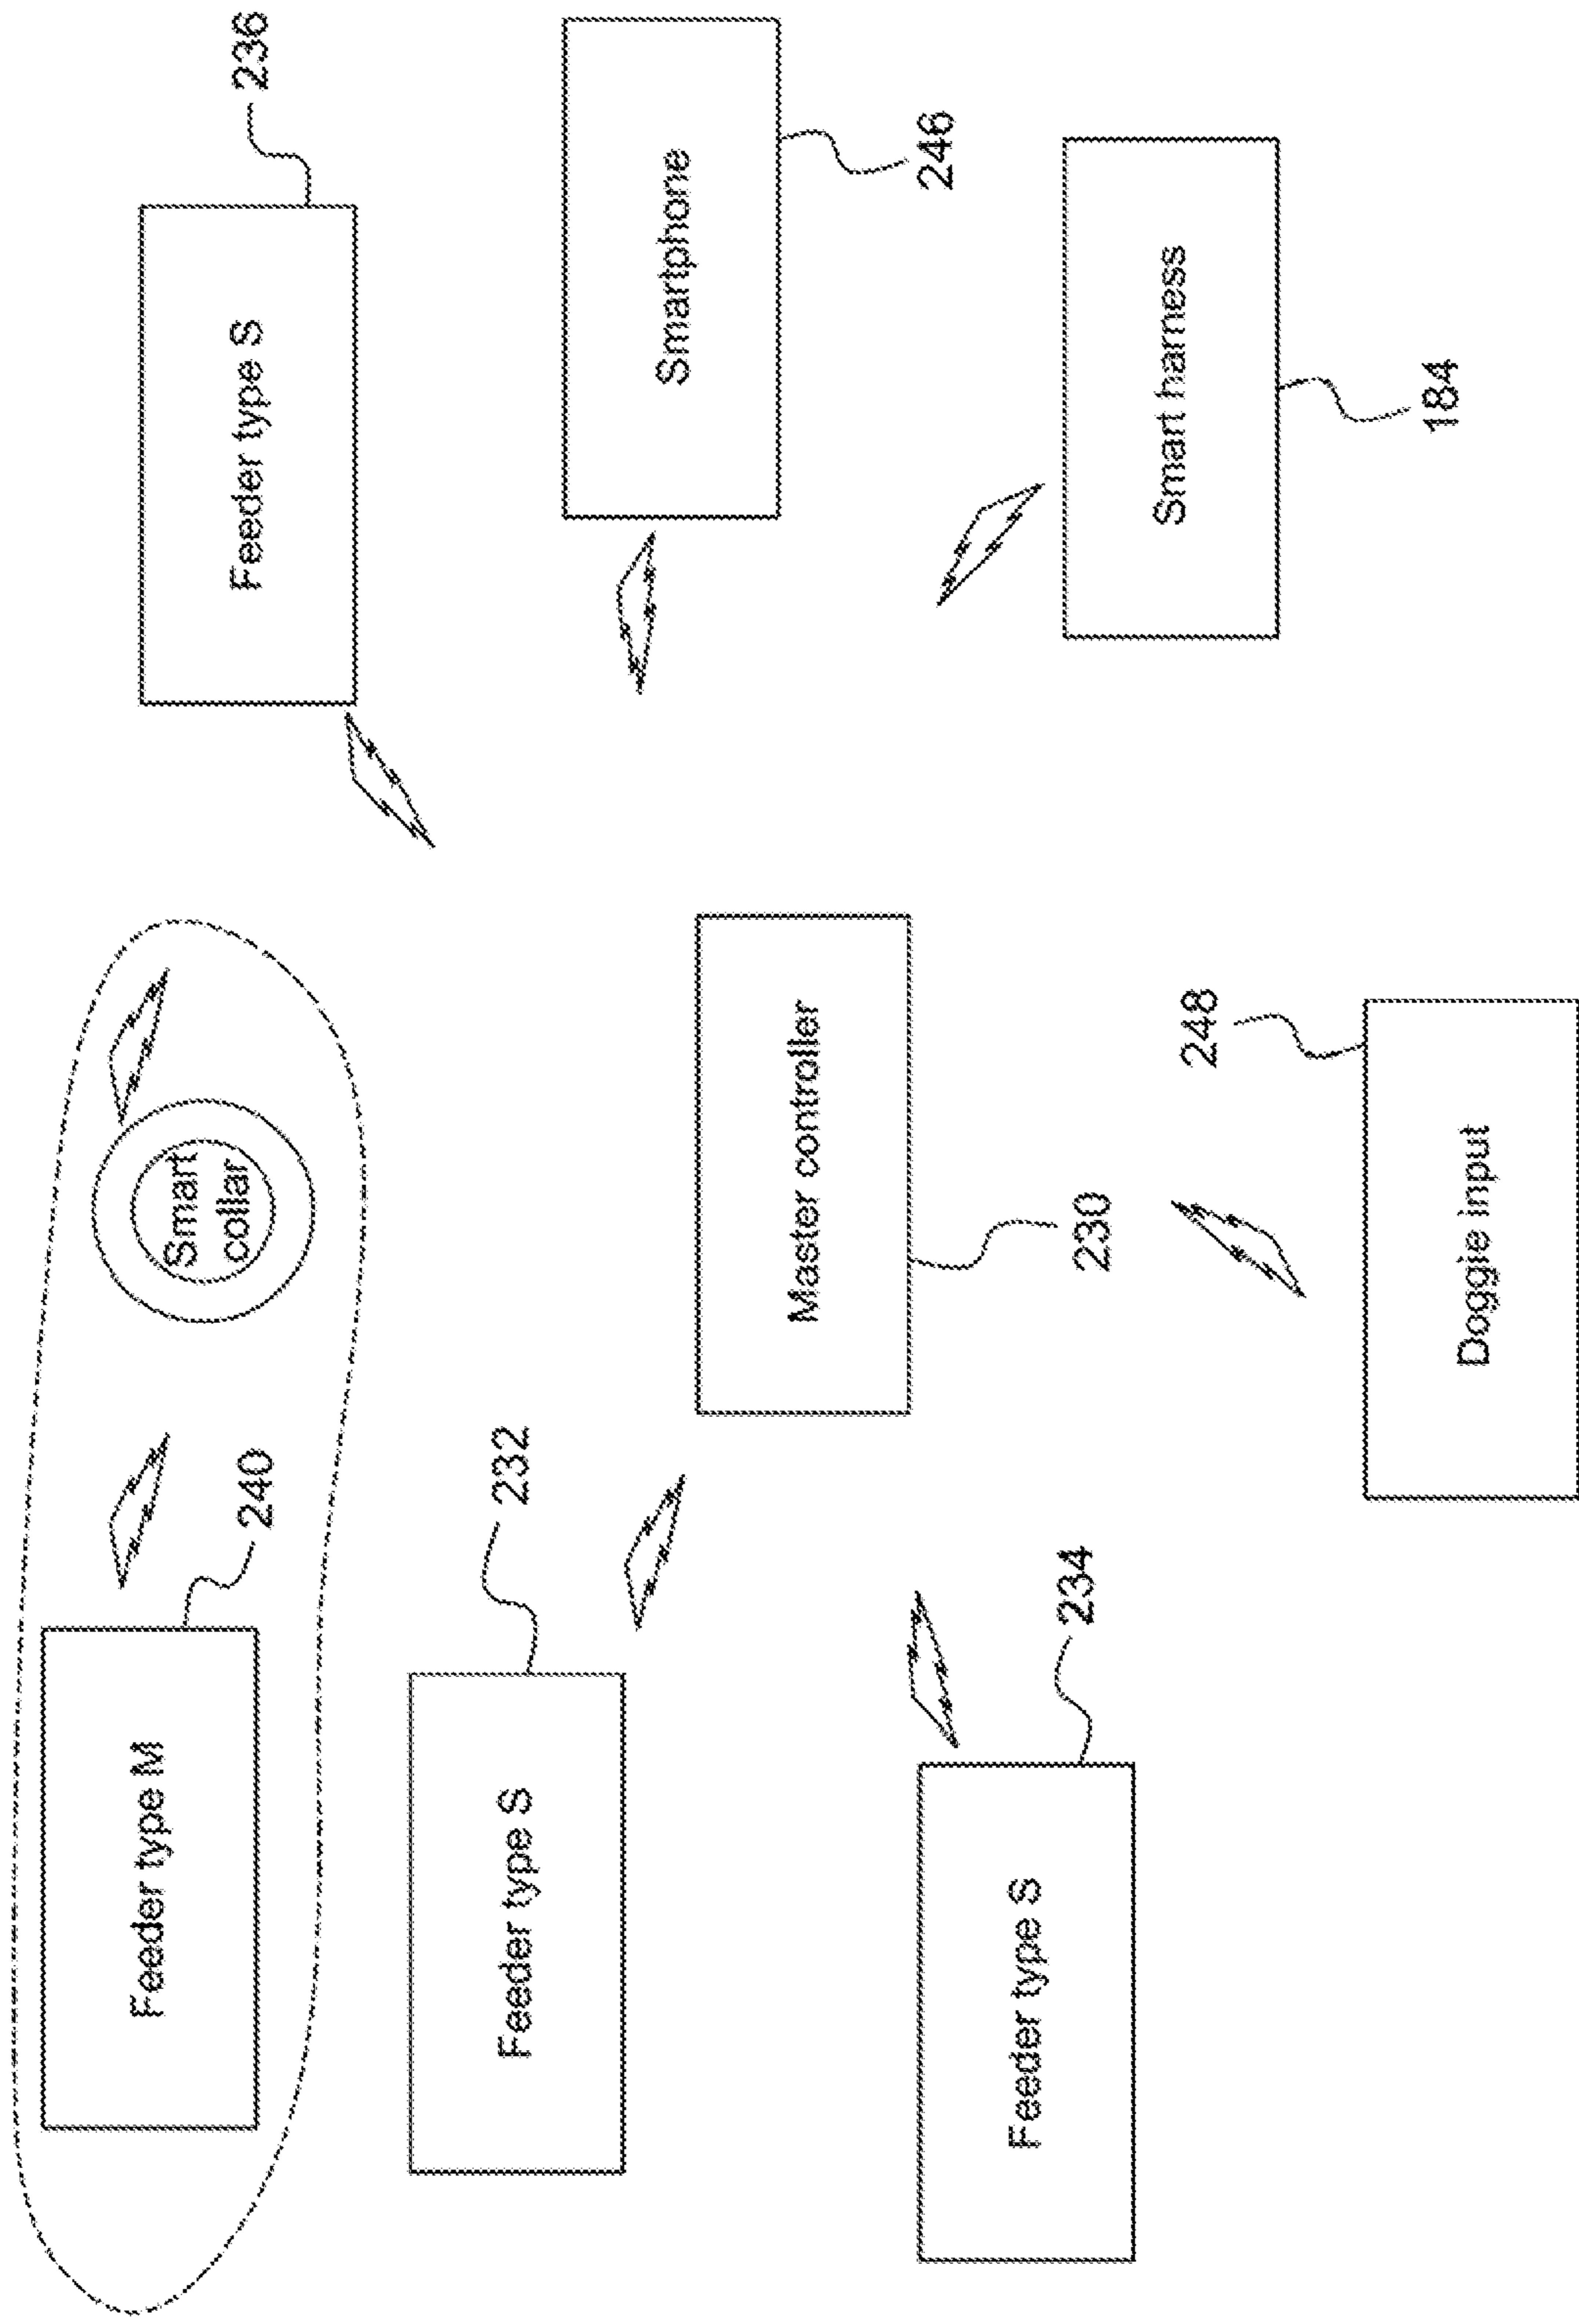 Feeder type M
240
Smart
collar
Feeder type S
236
Feeder type S
232
Smartphone
246
Master controller
230
Feeder type S
234
Smart harness
184
Doggie input
248